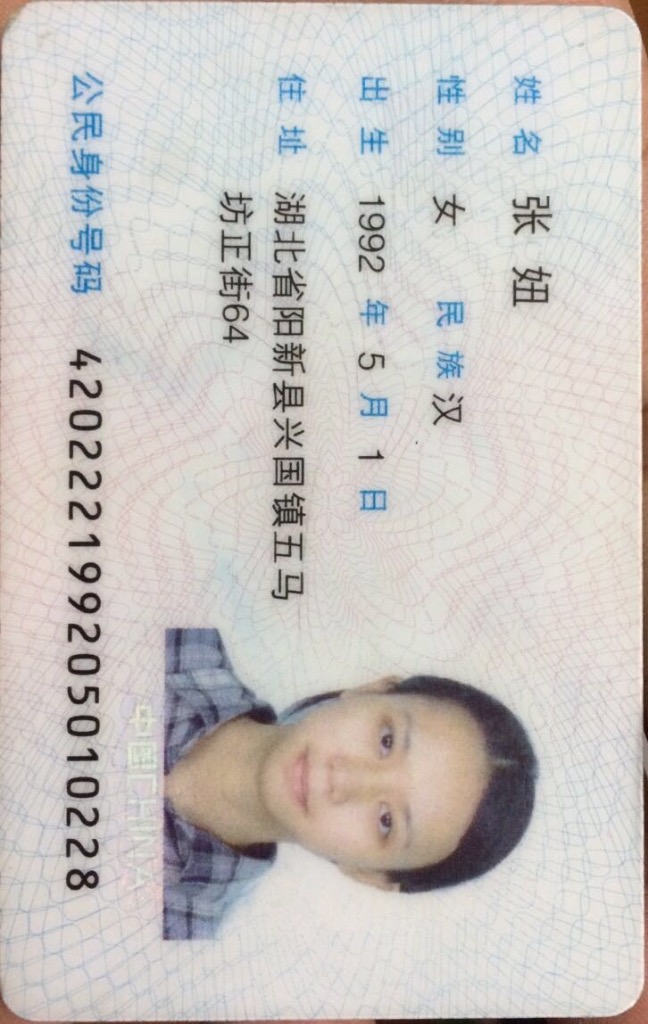 姓名 张妞
性别 女 民族 汉
出生 1992 年 5 月 1 日
住址 湖北省阳新县兴国镇五马
坊正街64
公民身份号码 420222199205010228
中国CHINA